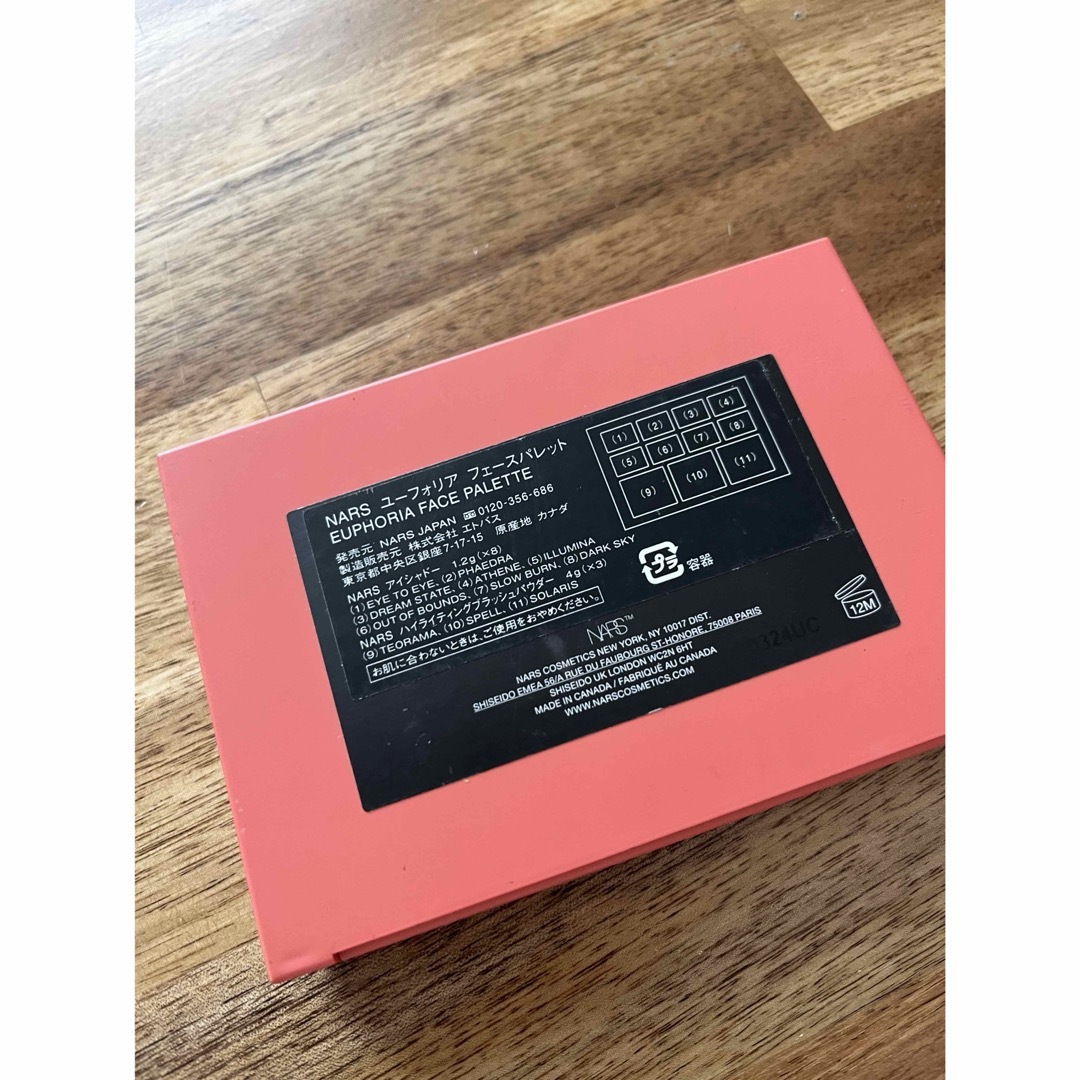 NARS ユーフォリア フェースパレット
EUPHORIA FACE PALETTE
発売元 NARS JAPAN 0120-356-686
製造販売元 株式会社 エトバス
東京都中央区銀座7-17-15 原産地 カナダ
NARS アイシャドー 1.2g(×8)
(1)EYE TO EYE, (2)PHAEDRA
(3)DREAM STATE, (4)ATHENE, (5)ILLUMINA
(6)OUT OF BOUNDS, (7)SLOW BURN, (8)DARK SKY
NARS ハイライティングブラッシュパウダー 4g(×3)
(9)TEORAMA, (10)SPELL, (11)SOLARIS
お肌に合わないときは、ご使用をおやめください。
(1) (2) (3) (4)
(5) (6) (7) (8)
(9) (10) (11)
プラ 容器
NARS™
NARS COSMETICS NEW YORK, NY 10017 DIST.
SHISEIDO EMEA 56/A RUE DU FAUBOURG ST-HONORE, 75008 PARIS
SHISEIDO UK LONDON WC2N 6HT
MADE IN CANADA / FABRIQUÉ AU CANADA
WWW.NARSCOSMETICS.COM
12M